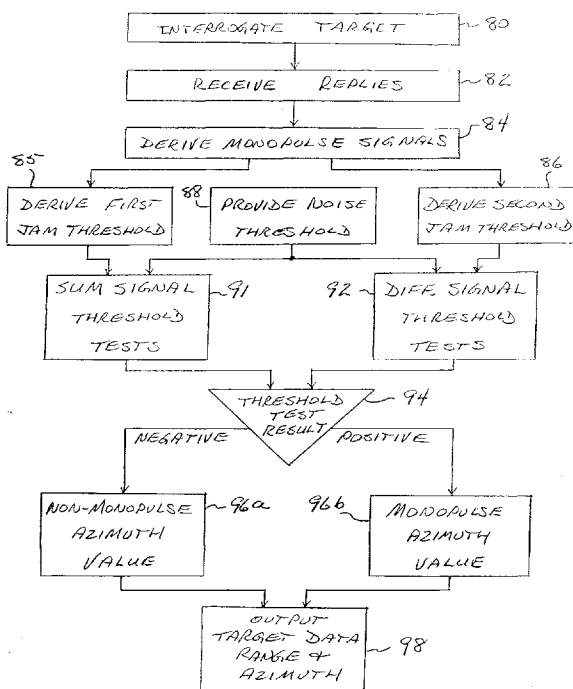 INTERROGATE TARGET
80
RECEIVE REPLIES
82
DERIVE MONOPULSE SIGNALS
84
85
DERIVE FIRST
JAM THRESHOLD
88
PROVIDE NOISE
THRESHOLD
86
DERIVE SECOND
JAM THRESHOLD
SUM SIGNAL
THRESHOLD
TESTS
91
92
DIFF. SIGNAL
THRESHOLD
TESTS
THRESHOLD
TEST
RESULT
94
NEGATIVE
POSITIVE
NON-MONOPULSE
AZIMUTH
VALUE
96a
96b
MONOPULSE
AZIMUTH
VALUE
OUTPUT
TARGET DATA
RANGE &
AZIMUTH
98